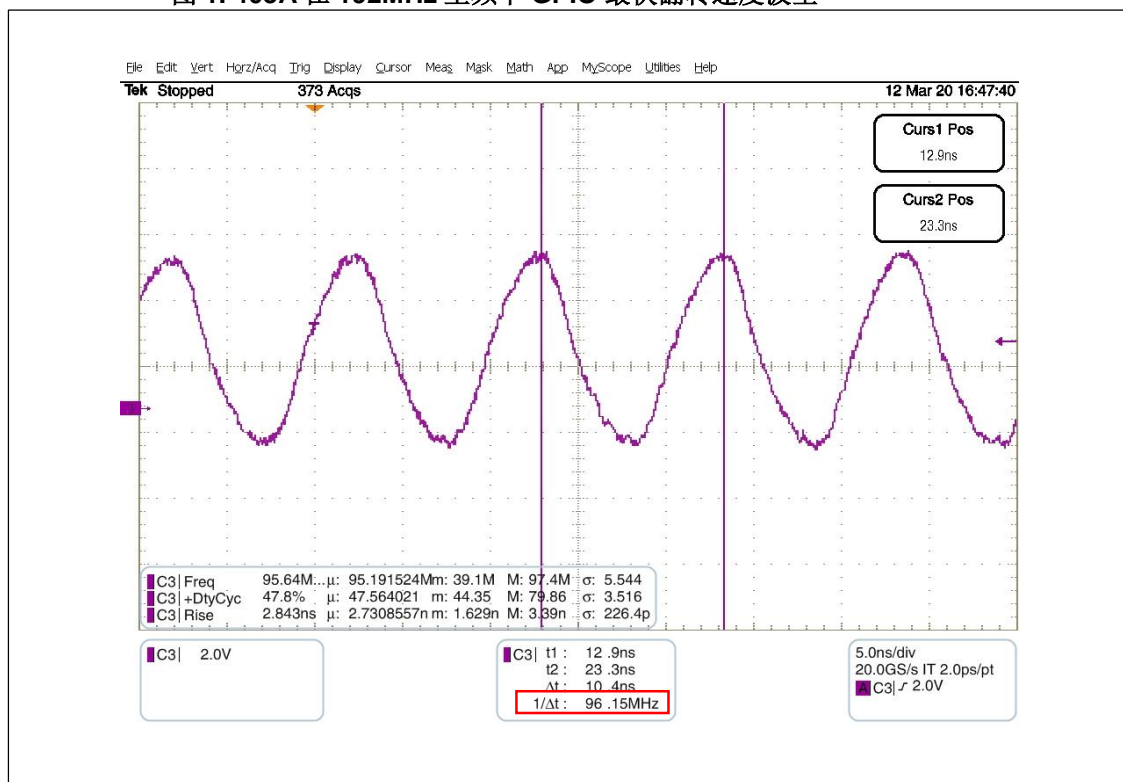 File Edit Vert Horz/Acq Trig Display Cursor Meas Mask Math App MyScope Utilities Help
Tek Stopped 373 Acqs 12 Mar 20 16:47:40
Curs1 Pos
12.9ns
Curs2 Pos
23.3ns
C3| Freq 95.64M...μ: 95.191524Mm: 39.1M M: 97.4M σ: 5.544
C3| +DtyCyc 47.8% μ: 47.564021 m: 44.35 M: 79.86 σ: 3.516
C3| Rise 2.843ns μ: 2.7308557n m: 1.629n M: 3.39n σ: 226.4p
C3| 2.0V
C3| t1 : 12 .9ns
t2 : 23 .3ns
Δt : 10 .4ns
1/Δt : 96 .15MHz
5.0ns/div
20.0GS/s IT 2.0ps/pt
A C3| 2.0V